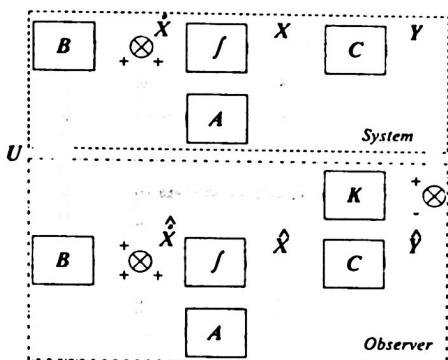 Ẋ X Y
B ∫ C
+ +
A
System
U
K +
-
X̂̇ X̂ Ŷ
B + ∫ C
+ +
A
Observer